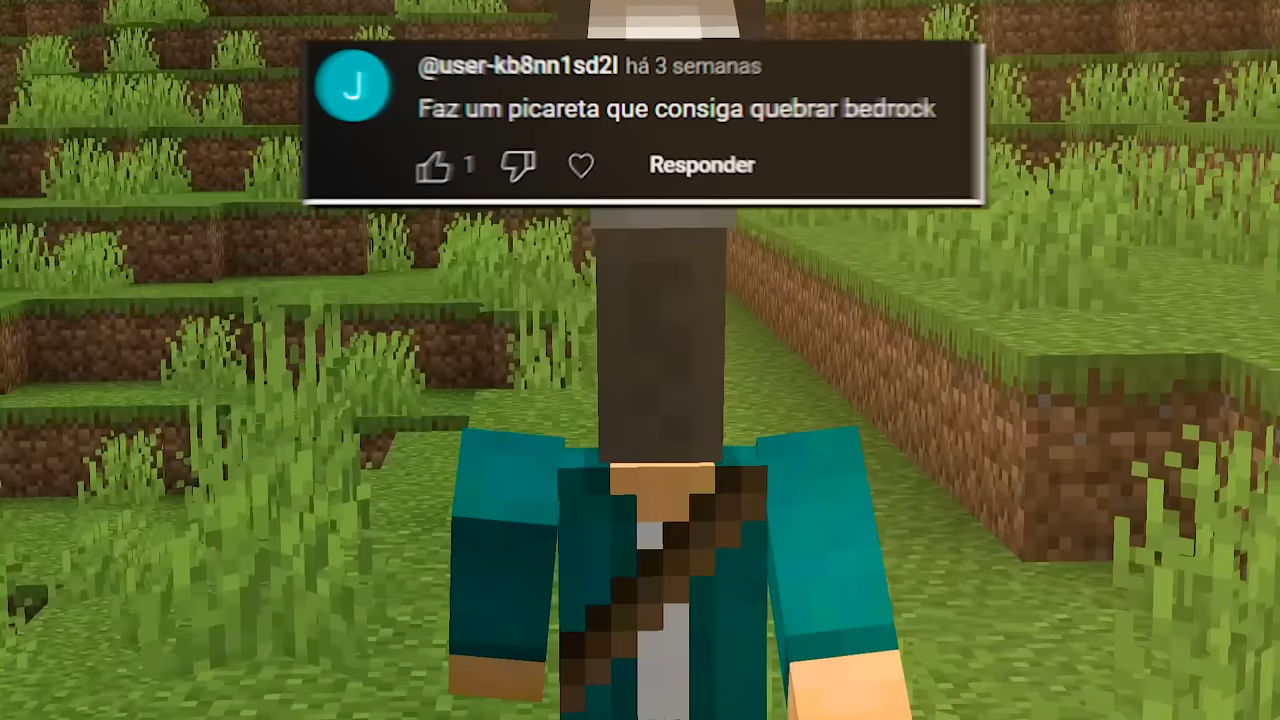 J
@user-kb8nn1sd2l há 3 semanas
Faz um picareta que consiga quebrar bedrock
1 Responder